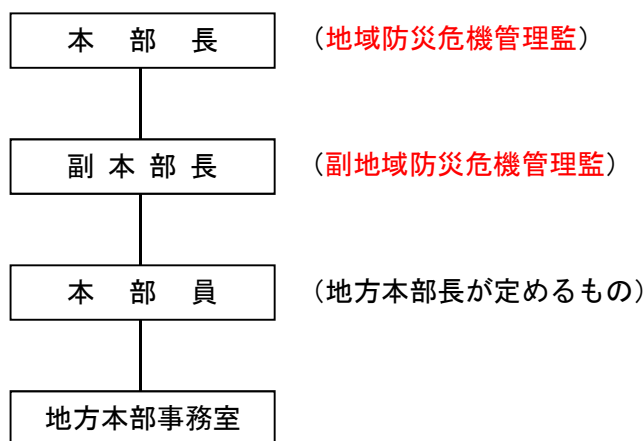 本部長 （地域防災危機管理監）
副本部長 （副地域防災危機管理監）
本部員 （地方本部長が定めるもの）
地方本部事務室